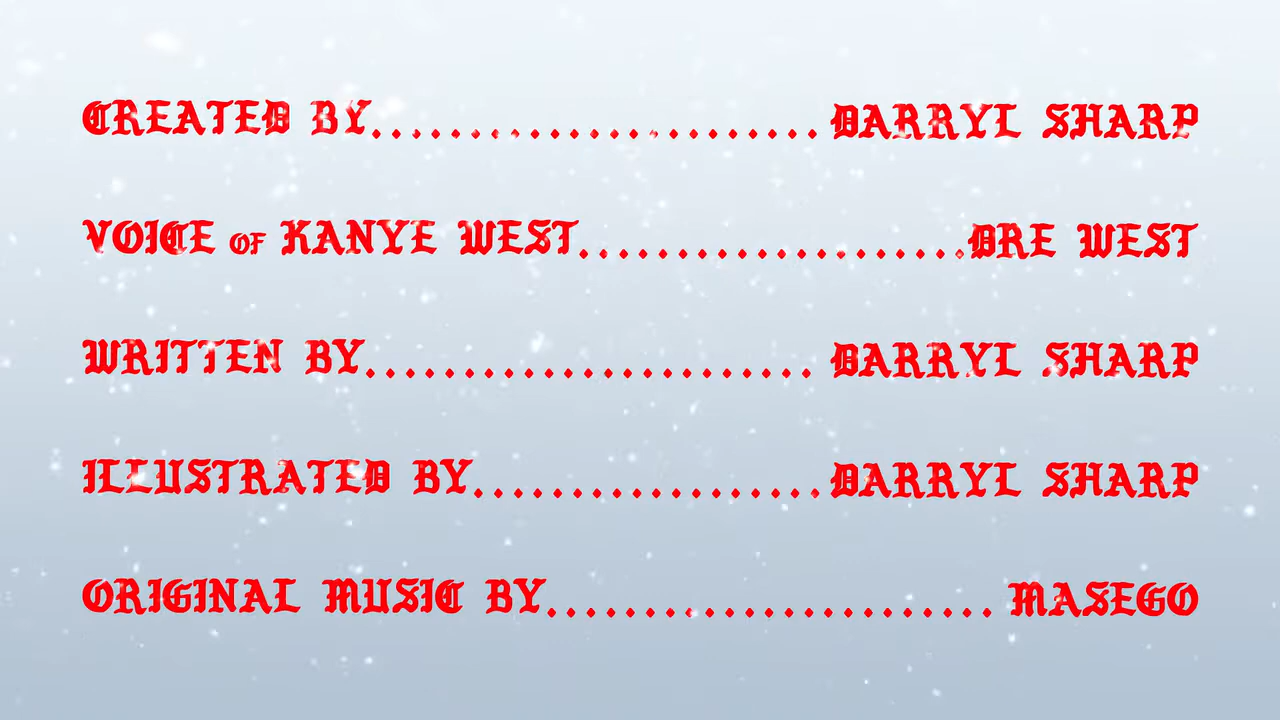 CREATED BY......................DARRYL SHARP
VOICE OF KANYE WEST....................DRE WEST
WRITTEN BY.......................DARRYL SHARP
ILLUSTRATED BY..................DARRYL SHARP
ORIGINAL MUSIC BY.......................MASEGO